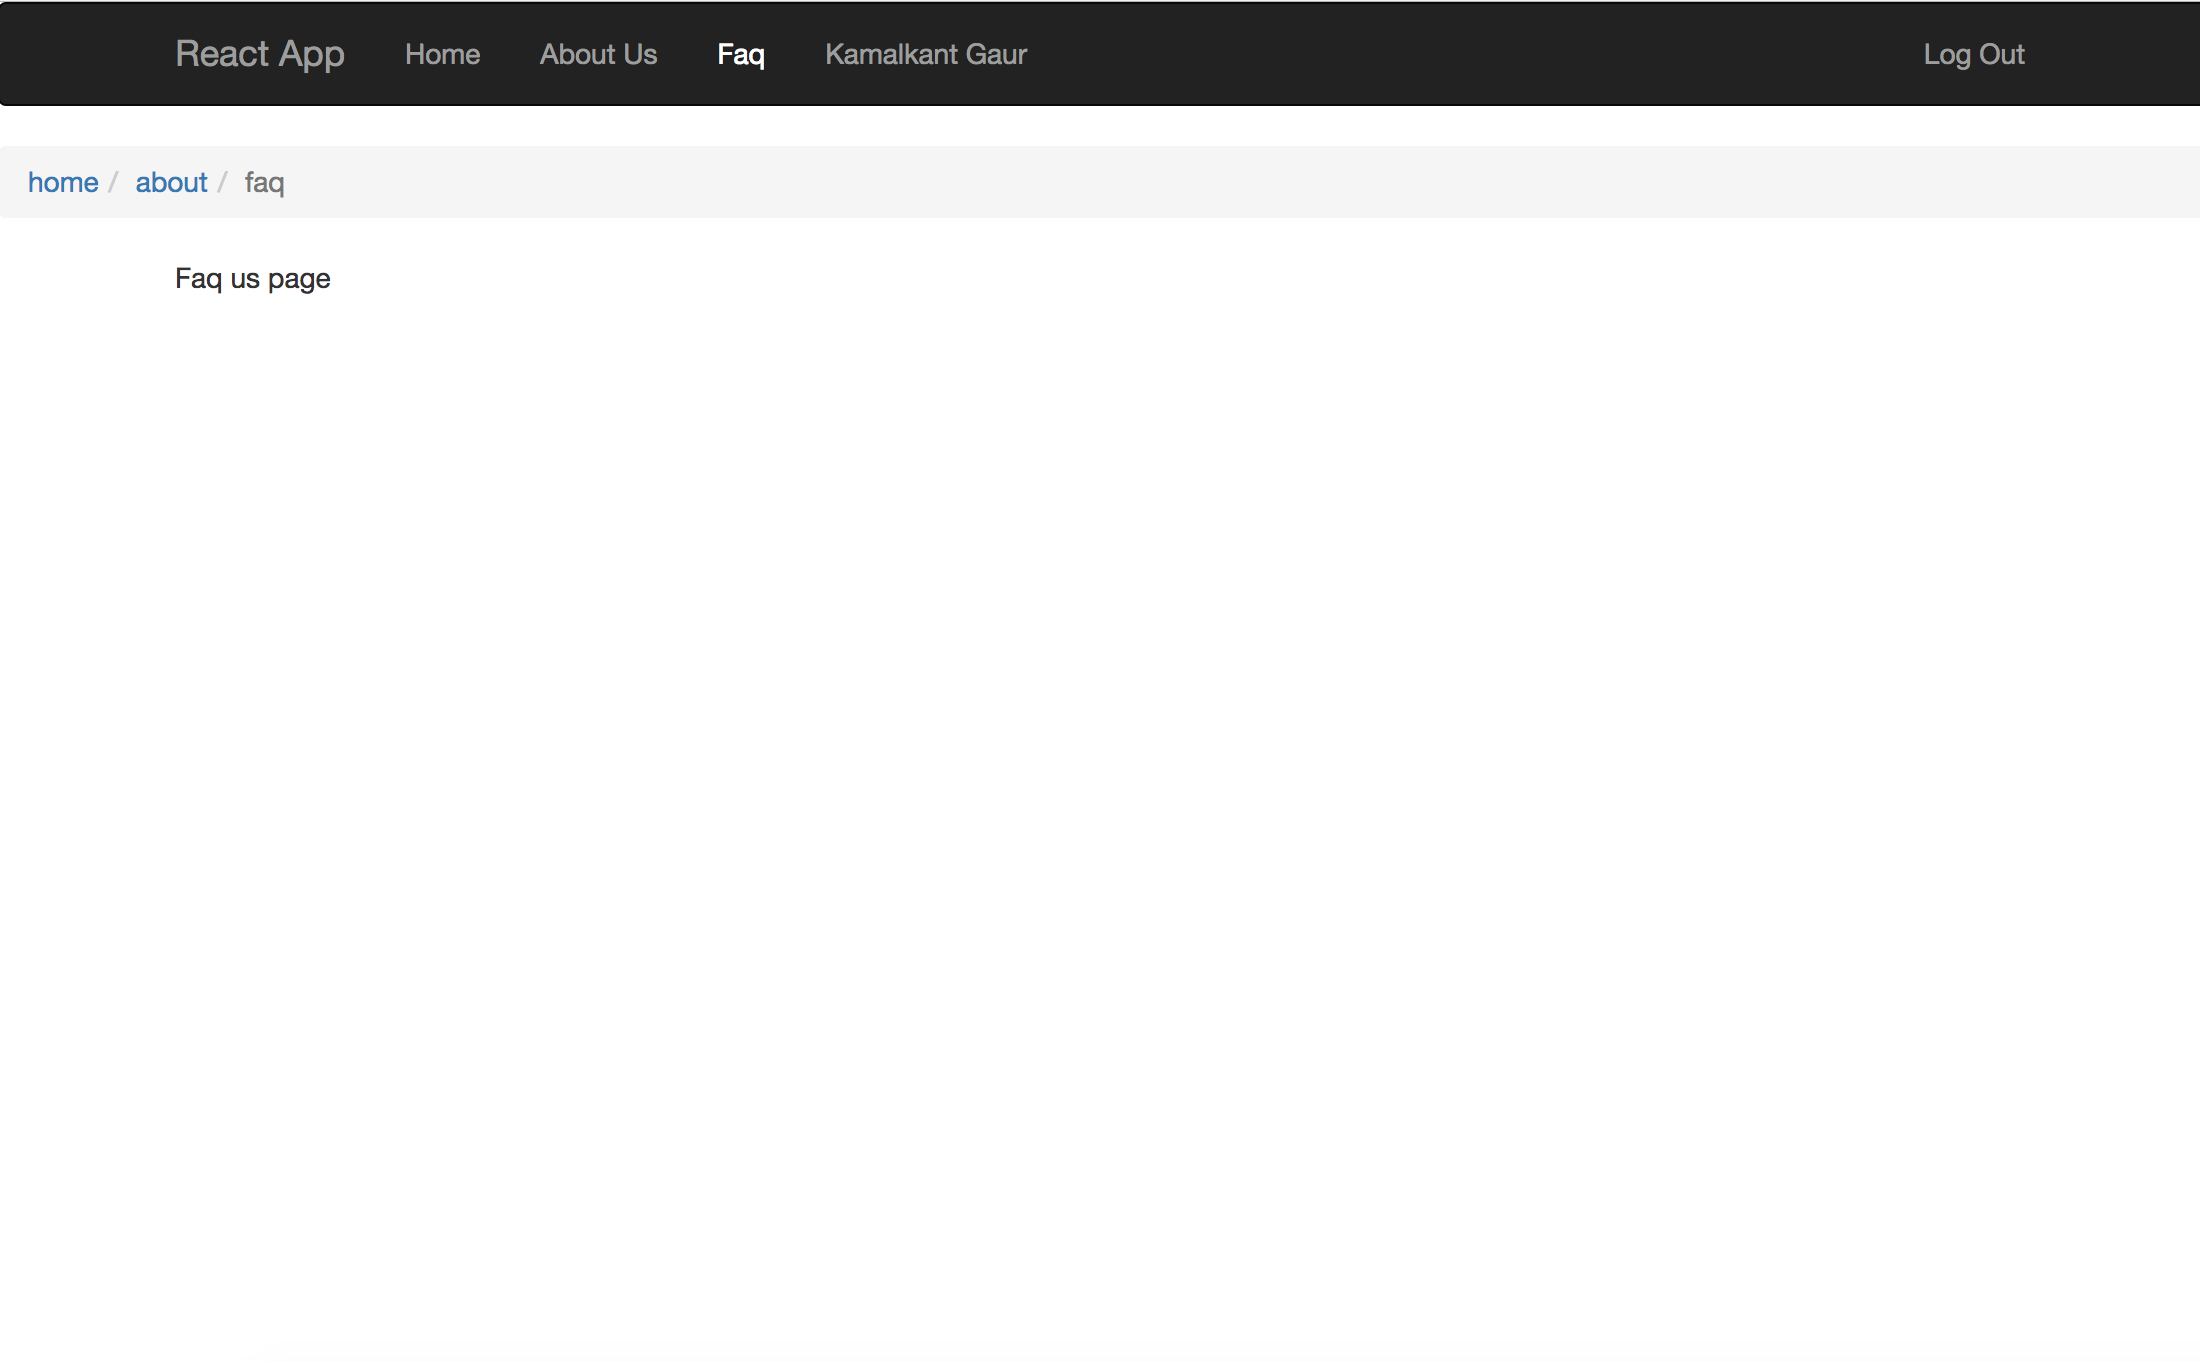 React App Home About Us Faq Kamalkant Gaur Log Out
home / about / faq
Faq us page